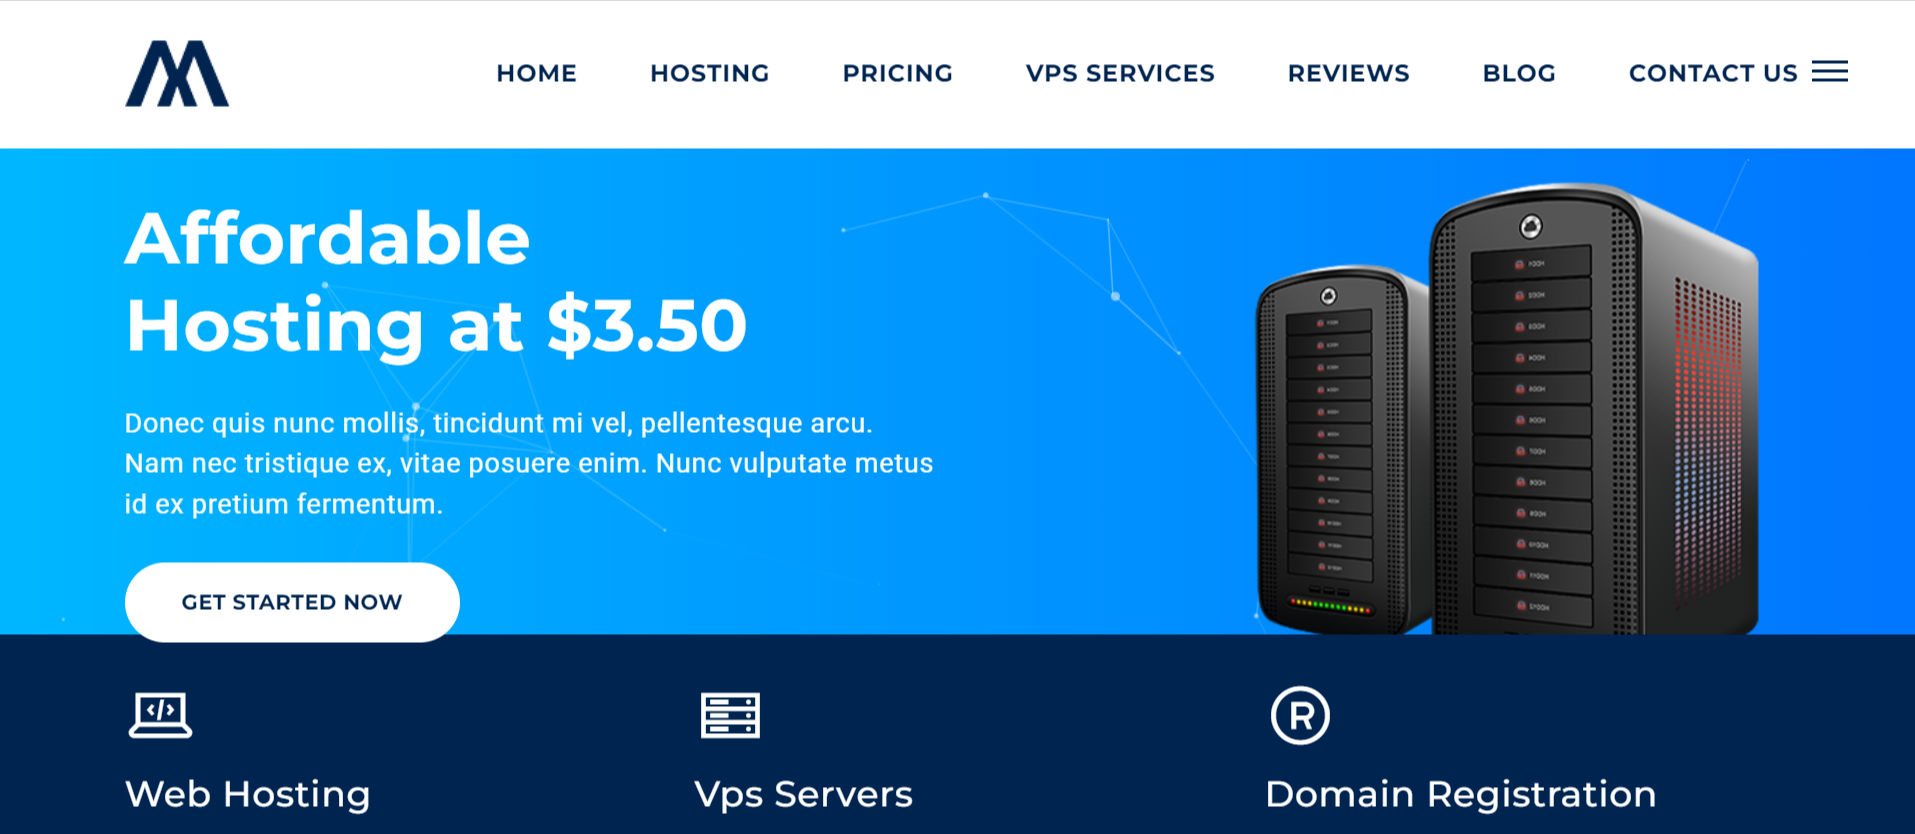 HOME HOSTING PRICING VPS SERVICES REVIEWS BLOG CONTACT US
Affordable
Hosting at $3.50
Donec quis nunc mollis, tincidunt mi vel, pellentesque arcu.
Nam nec tristique ex, vitae posuere enim. Nunc vulputate metus
id ex pretium fermentum.
GET STARTED NOW
Web Hosting
Vps Servers
Domain Registration